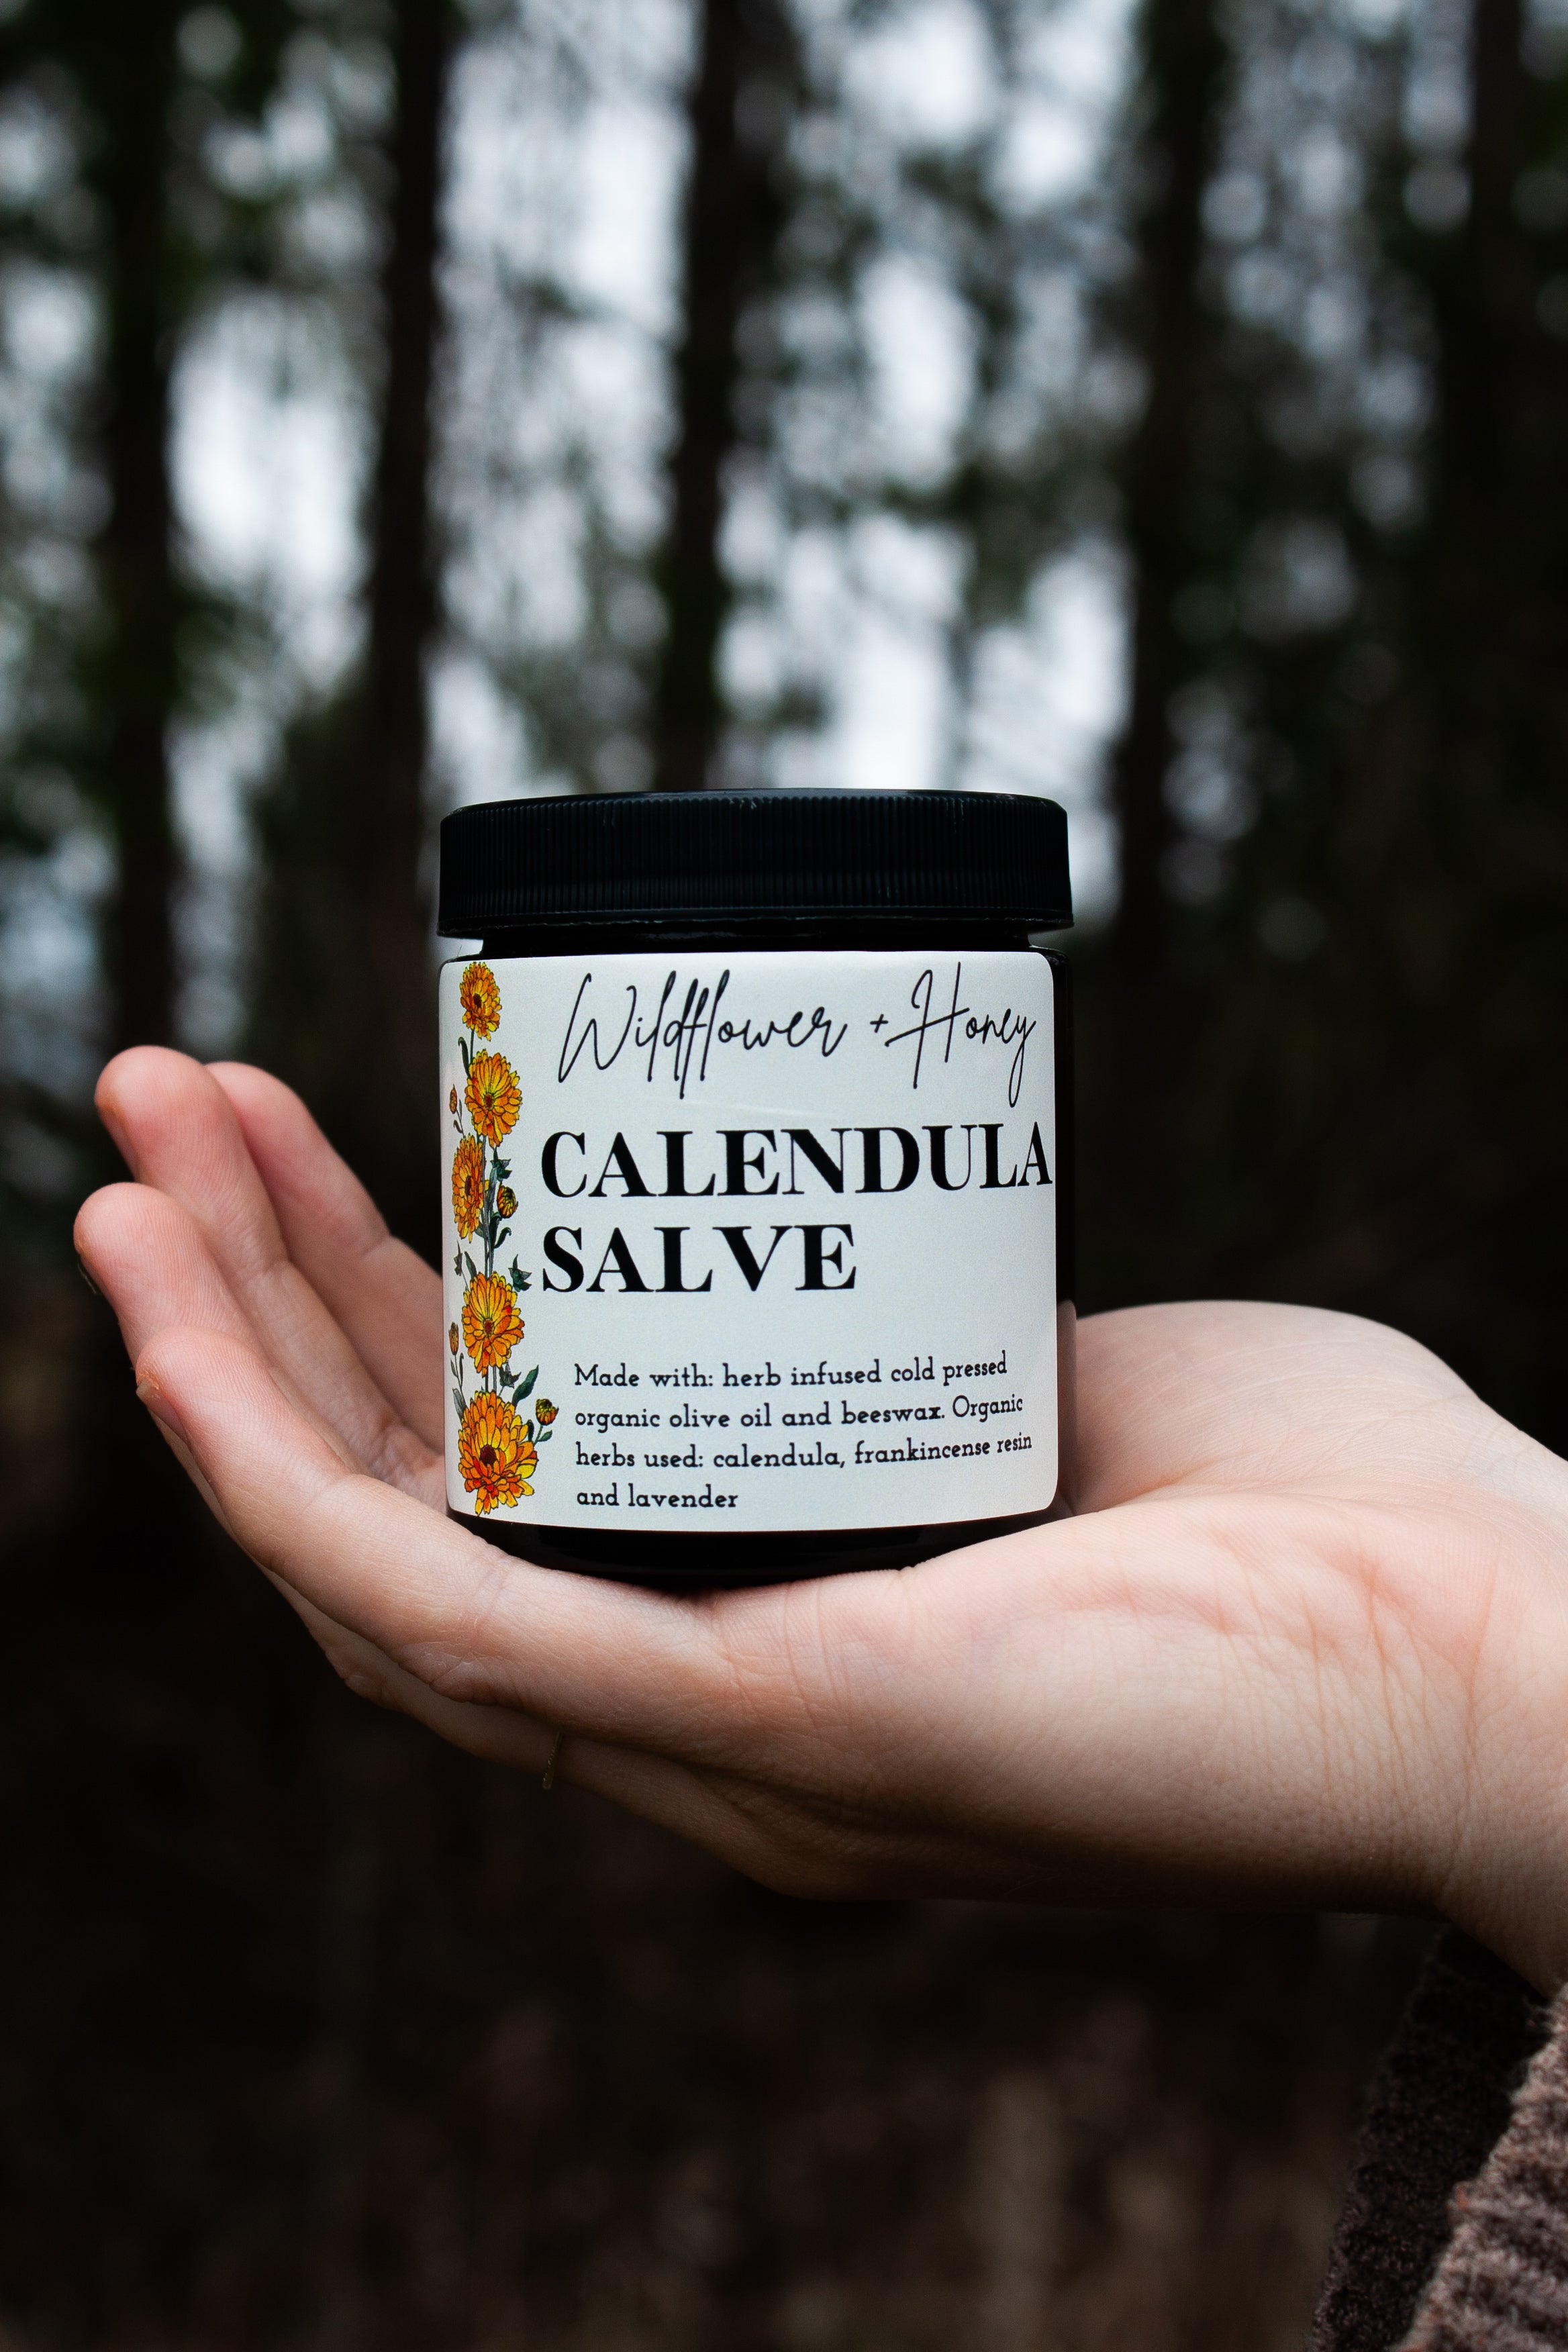 Wildflower + Honey
CALENDULA
SALVE
Made with: herb infused cold pressed
organic olive oil and beeswax. Organic
herbs used: calendula, frankincense resin
and lavender